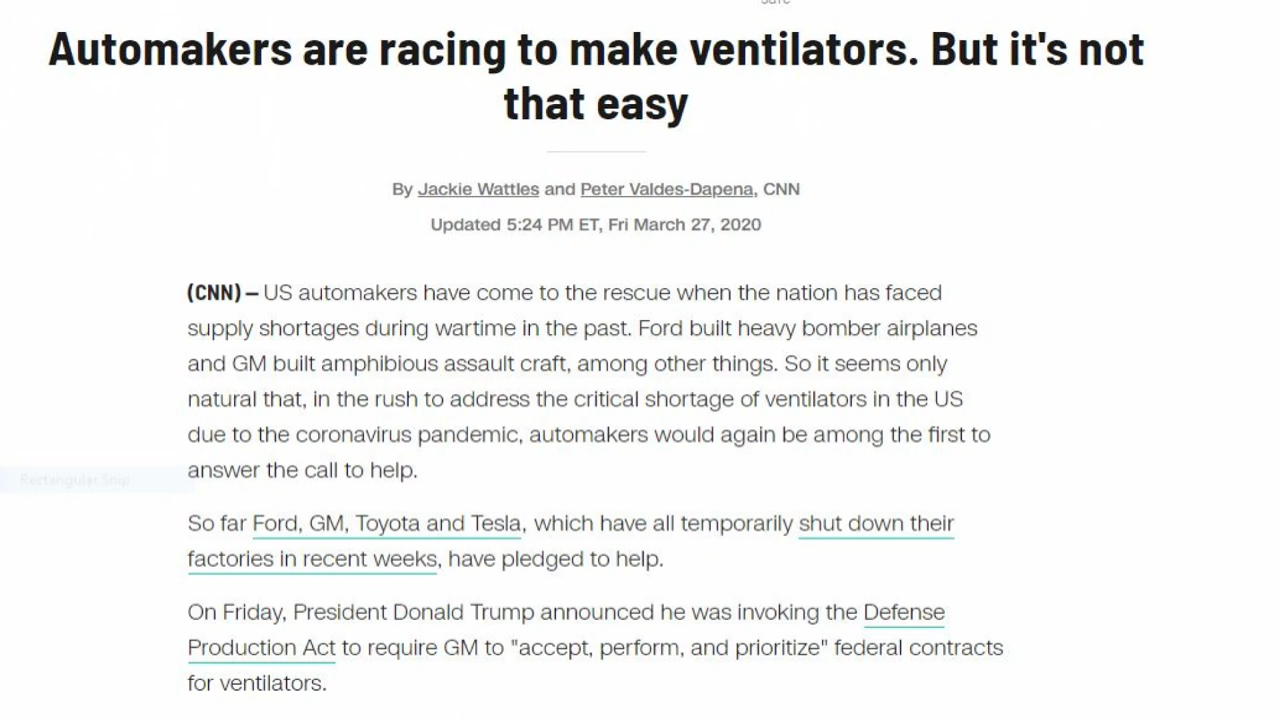 Automakers are racing to make ventilators. But it's not
that easy
By Jackie Wattles and Peter Valdes-Dapena, CNN
Updated 5:24 PM ET, Fri March 27, 2020
(CNN) – US automakers have come to the rescue when the nation has faced
supply shortages during wartime in the past. Ford built heavy bomber airplanes
and GM built amphibious assault craft, among other things. So it seems only
natural that, in the rush to address the critical shortage of ventilators in the US
due to the coronavirus pandemic, automakers would again be among the first to
answer the call to help.
Rectangular Snip
So far Ford, GM, Toyota and Tesla, which have all temporarily shut down their
factories in recent weeks, have pledged to help.
On Friday, President Donald Trump announced he was invoking the Defense
Production Act to require GM to "accept, perform, and prioritize" federal contracts
for ventilators.